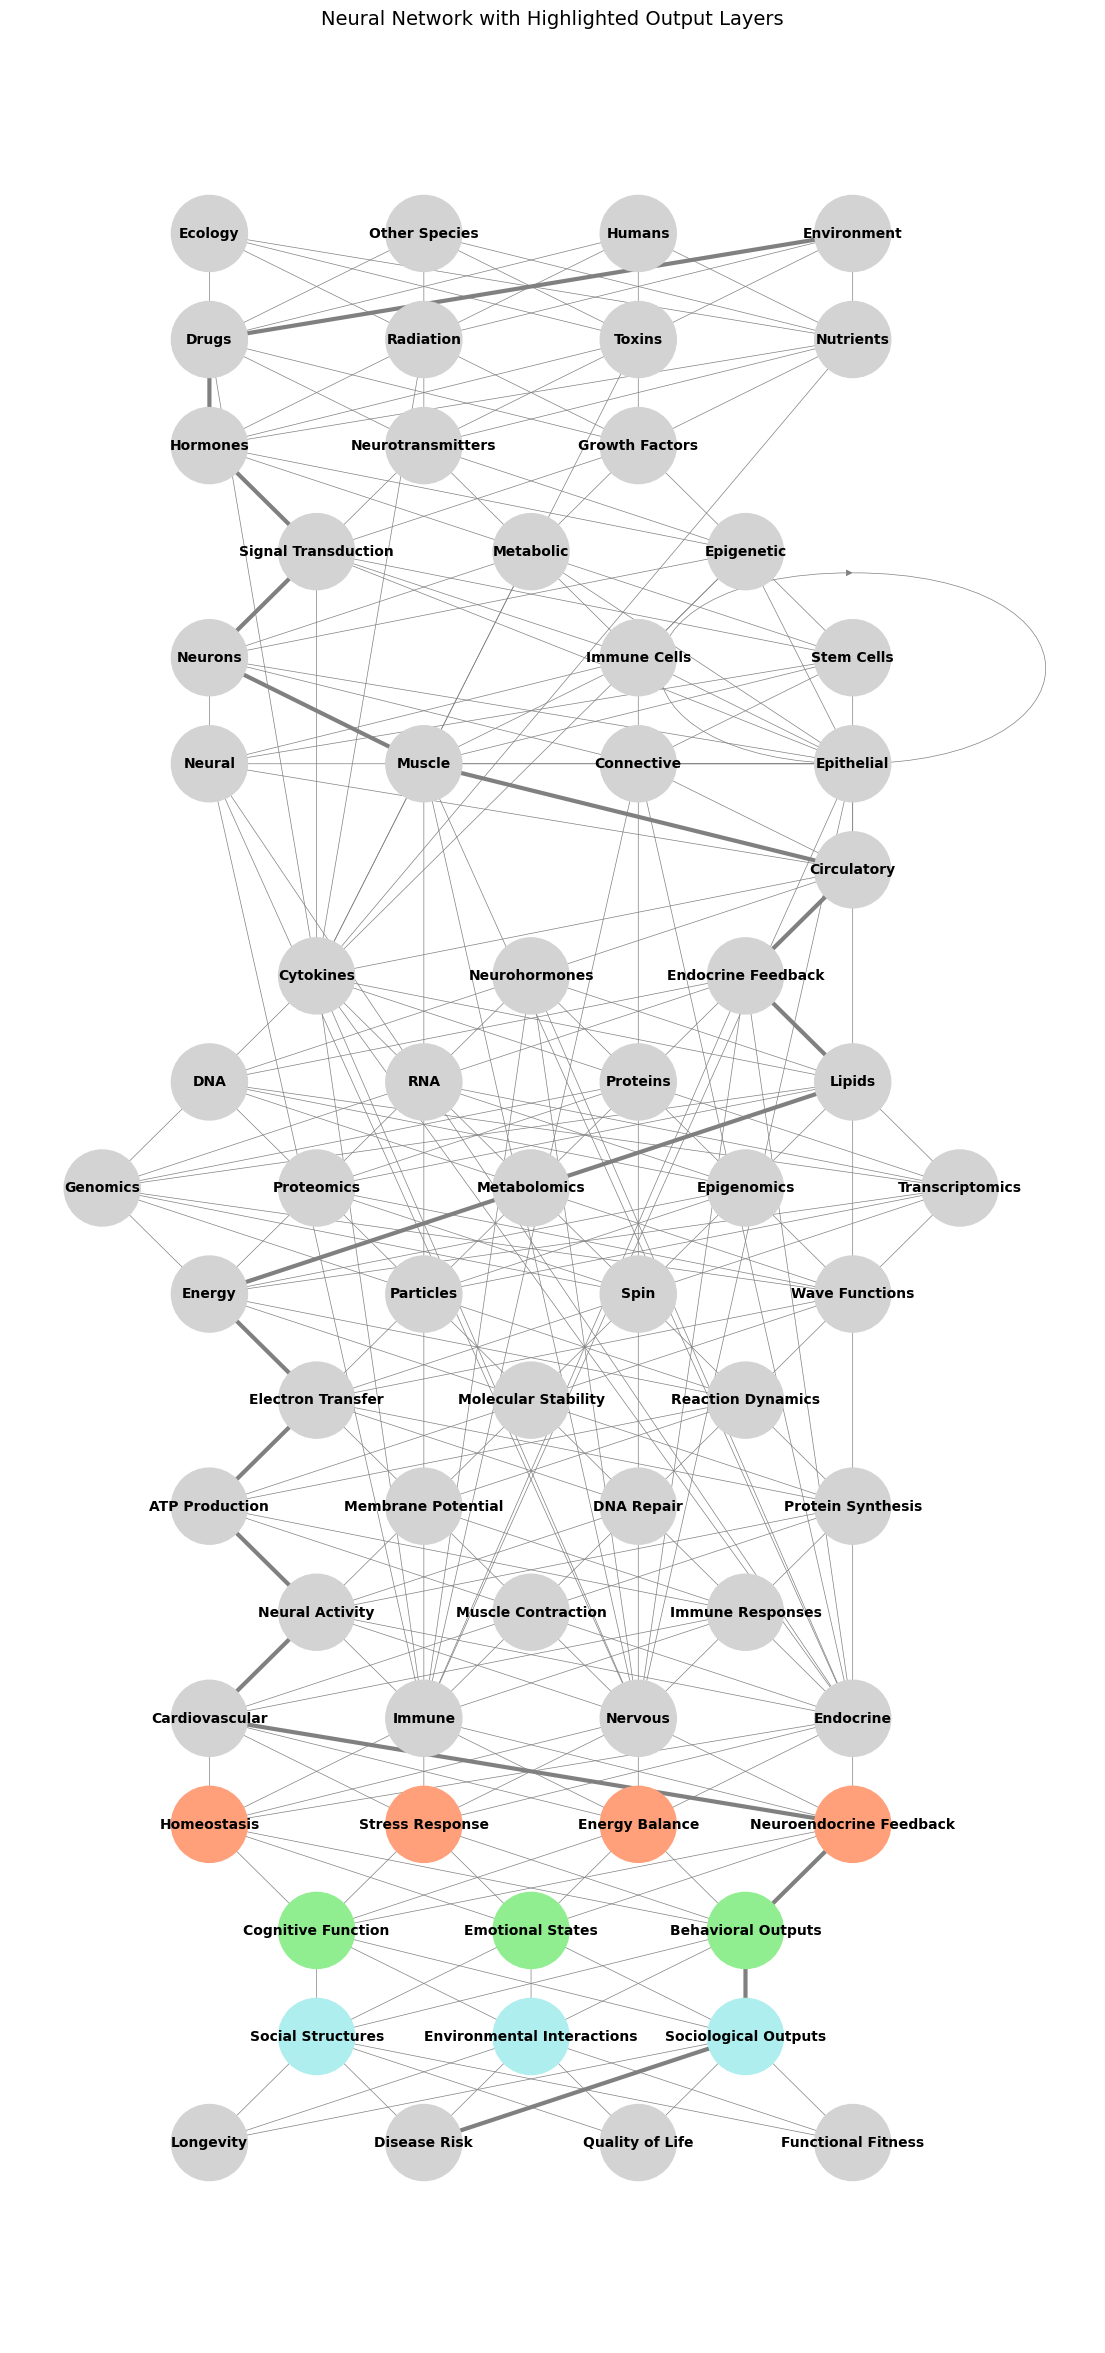 Neural Network with Highlighted Output Layers
Ecology Other Species Humans Environment
Drugs Radiation Toxins Nutrients
Hormones Neurotransmitters Growth Factors
Signal Transduction Metabolic Epigenetic
Neurons Immune Cells Stem Cells
Neural Muscle Connective Epithelial
Circulatory
Cytokines Neurohormones Endocrine Feedback
DNA RNA Proteins Lipids
Genomics Proteomics Metabolomics Epigenomics Transcriptomics
Energy Particles Spin Wave Functions
Electron Transfer Molecular Stability Reaction Dynamics
ATP Production Membrane Potential DNA Repair Protein Synthesis
Neural Activity Muscle Contraction Immune Responses
Cardiovascular Immune Nervous Endocrine
Homeostasis Stress Response Energy Balance Neuroendocrine Feedback
Cognitive Function Emotional States Behavioral Outputs
Social Structures Environmental Interactions Sociological Outputs
Longevity Disease Risk Quality of Life Functional Fitness